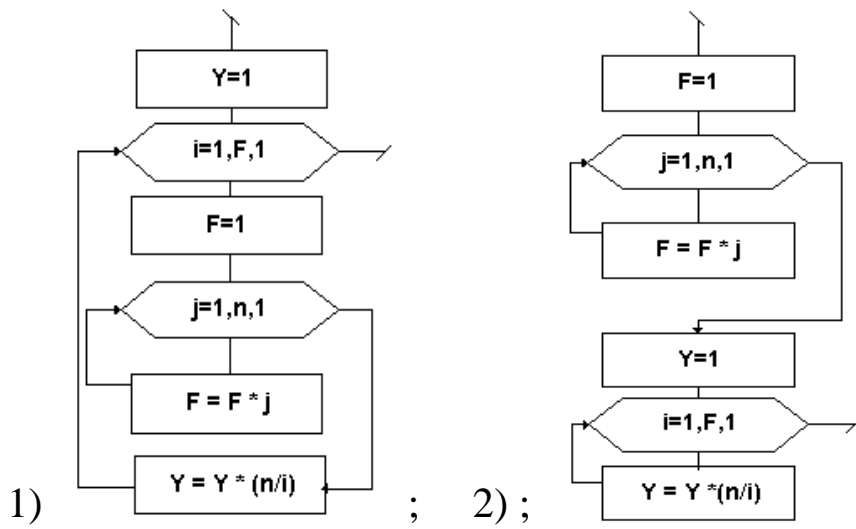 Y=1
i=1,F,1
F=1
j=1,n,1
F = F * j
Y = Y * (n/i)
1)
;
F=1
j=1,n,1
F = F * j
Y=1
i=1,F,1
Y = Y *(n/i)
2) ;